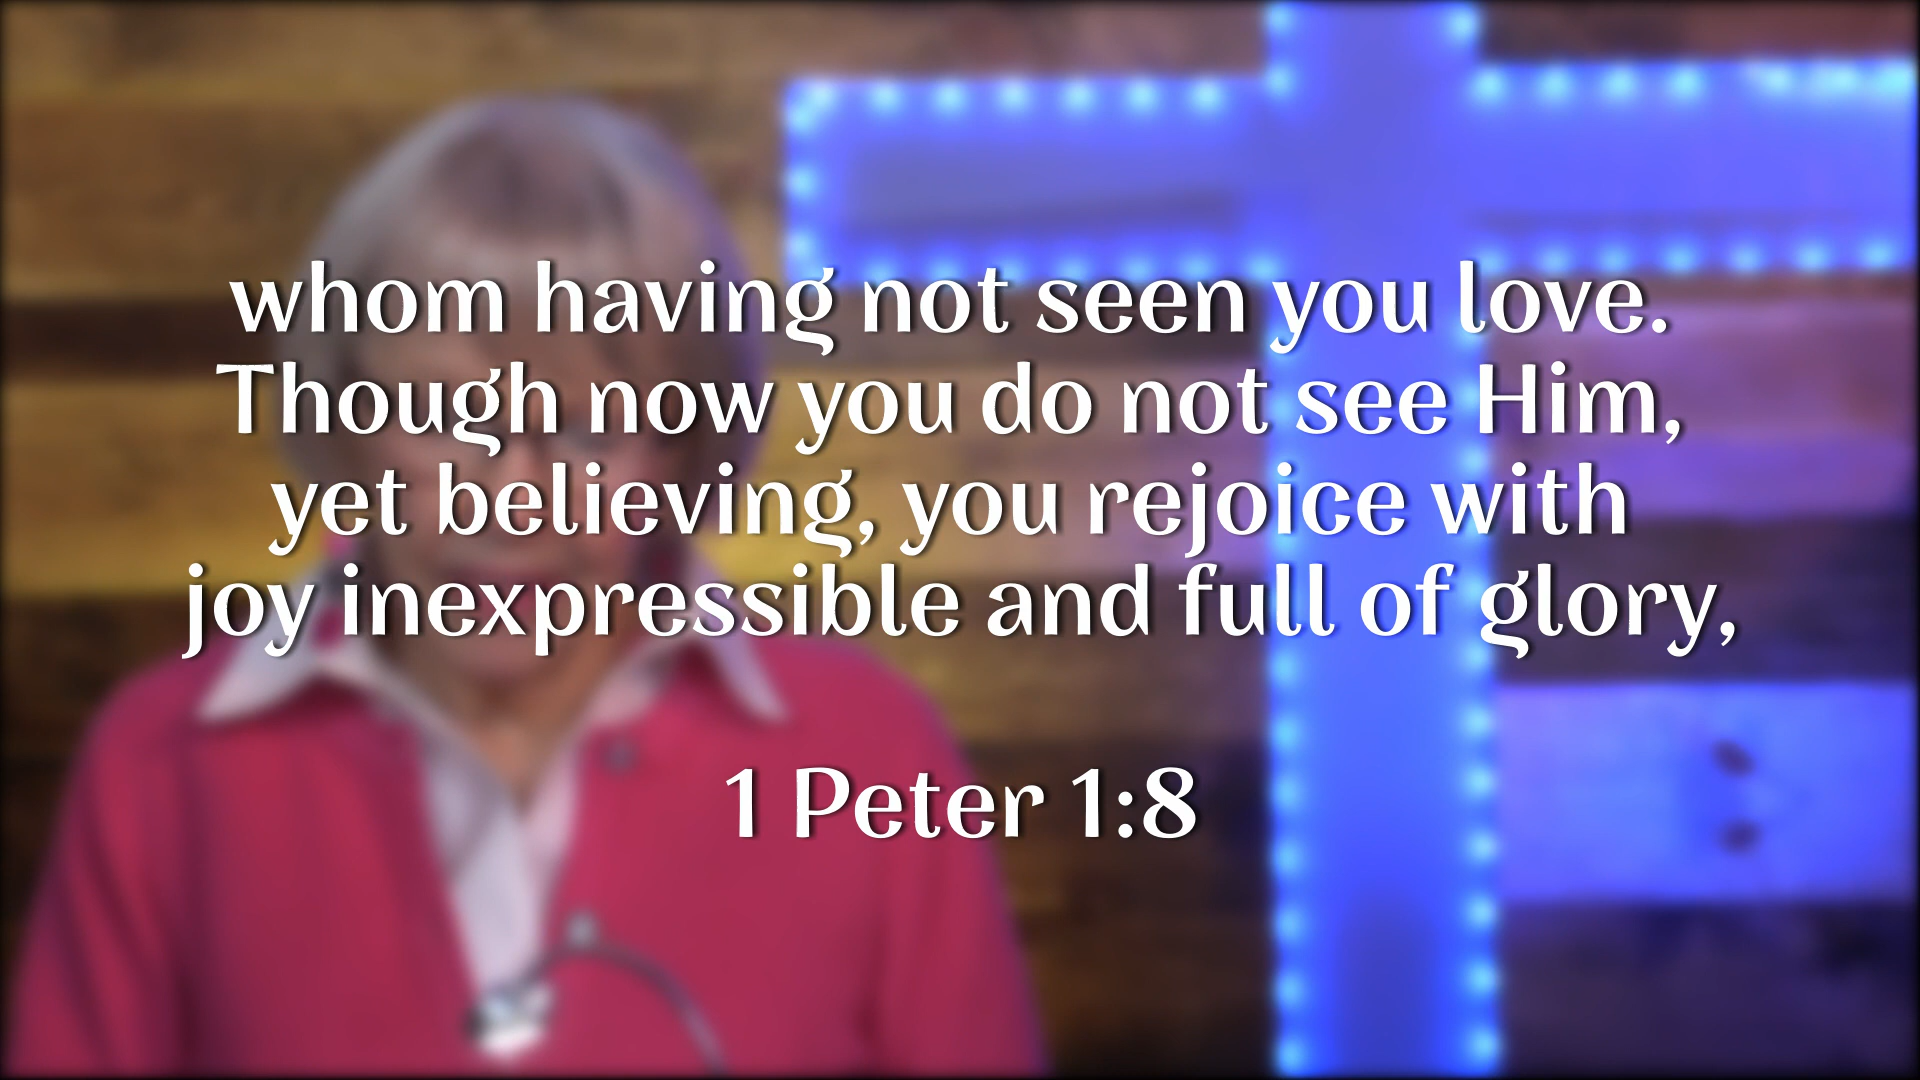 whom having not seen you love.
Though now you do not see Him,
yet believing, you rejoice with
joy inexpressible and full of glory,
1 Peter 1:8